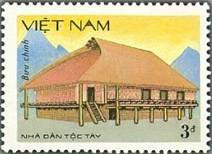 VIỆT NAM
Bưu chính
3đ
NHÀ DÂN TỘC TÀY